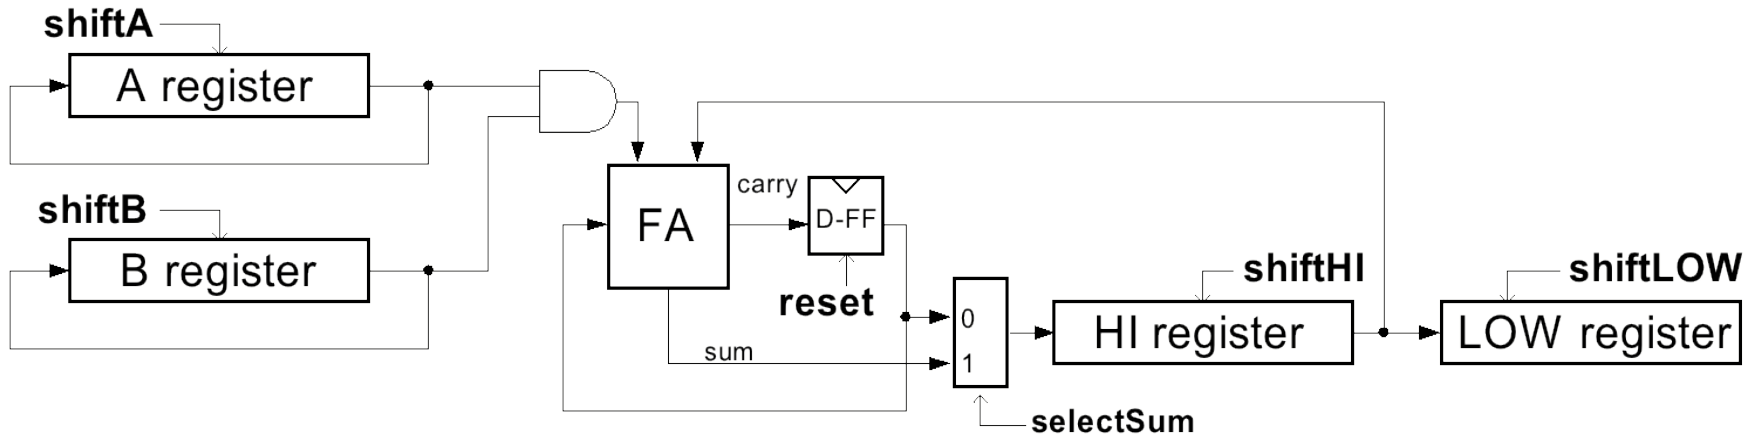 shiftA
A register
shiftB
B register
FA
carry
D-FF
reset
sum
0
1
selectSum
shiftHI
HI register
shiftLOW
LOW register